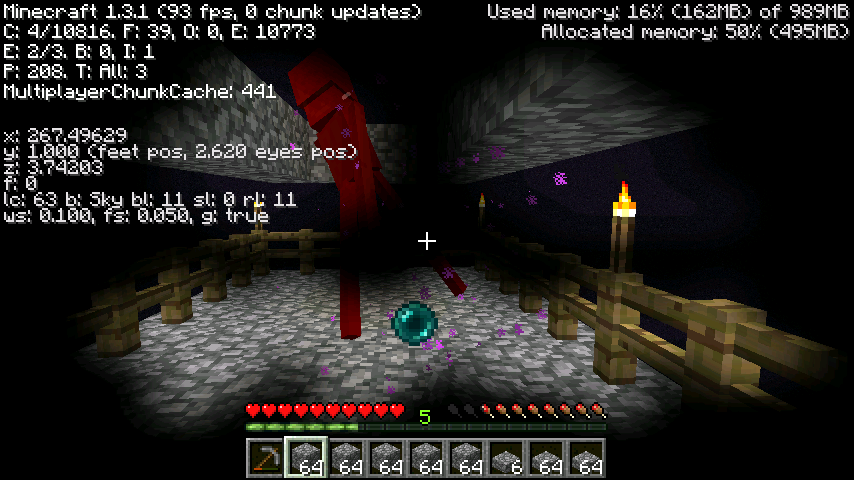 Minecraft 1.3.1 (93 fps, 0 chunk updates)
C: 4/10816. F: 39, O: 0, E: 10773
E: 2/3. B: 0, I: 1
P: 208. T: All: 3
MultiplayerChunkCache: 441
x: 267.49629
y: 1.000 (feet pos, 2.620 eyes pos)
z: 3.74203
f: 0
lc: 63 b: Sky bl: 11 sl: 0 rl: 11
ws: 0.100, fs: 0.050, g: true
Used memory: 16% (162MB) of 989MB
Allocated memory: 50% (495MB)
5
64 64 64 64 64 6 64 64